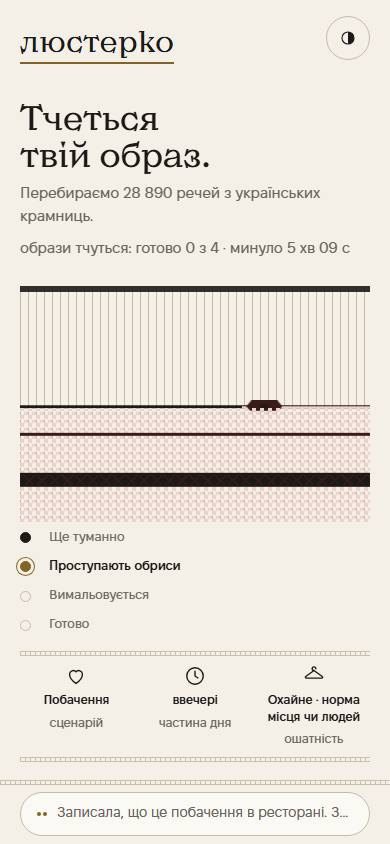 люстерко
Тчеться
твій образ.
Перебираємо 28 890 речей з українських
крамниць.
образи тчуться: готово 0 з 4 · минуло 5 хв 09 с
Ще туманно
Проступають обриси
Вимальовується
Готово
Побачення
сценарій
ввечері
частина дня
Охайне · норма
місця чи людей
ошатність
Записала, що це побачення в ресторані. З...